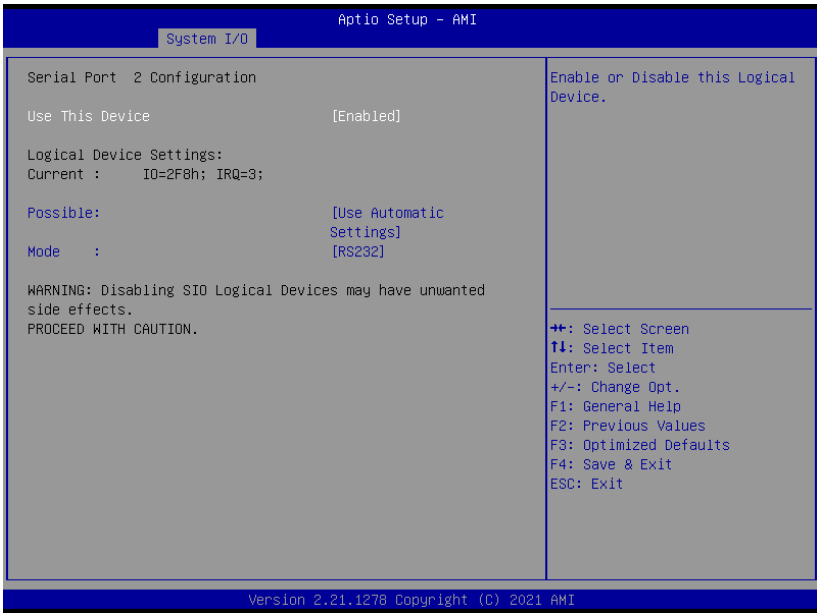 Aptio Setup – AMI
System I/O
Serial Port 2 Configuration
Use This Device [Enabled]
Logical Device Settings:
Current : IO=2F8h; IRQ=3;
Possible: [Use Automatic
Settings]
Mode : [RS232]
WARNING: Disabling SIO Logical Devices may have unwanted
side effects.
PROCEED WITH CAUTION.
Enable or Disable this Logical
Device.
→←: Select Screen
↑↓: Select Item
Enter: Select
+/-: Change Opt.
F1: General Help
F2: Previous Values
F3: Optimized Defaults
F4: Save & Exit
ESC: Exit
Version 2.21.1278 Copyright (C) 2021 AMI